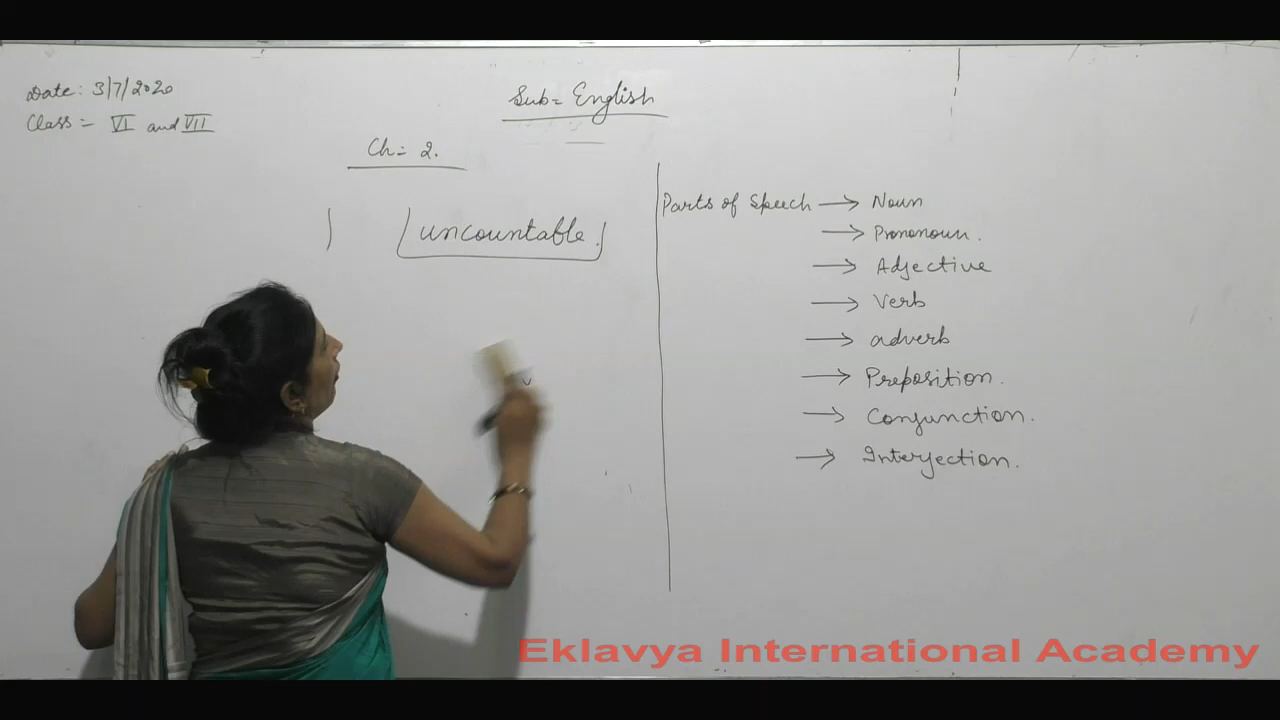 Date: 3/7/2020
Class = VI and VII
Sub = English
Ch = 2.
uncountable.
Parts of Speech → Noun
→ Prononoun.
→ Adjective
→ Verb
→ adverb
→ Preposition.
→ Conjunction.
→ Interjection.
Eklavya International Academy